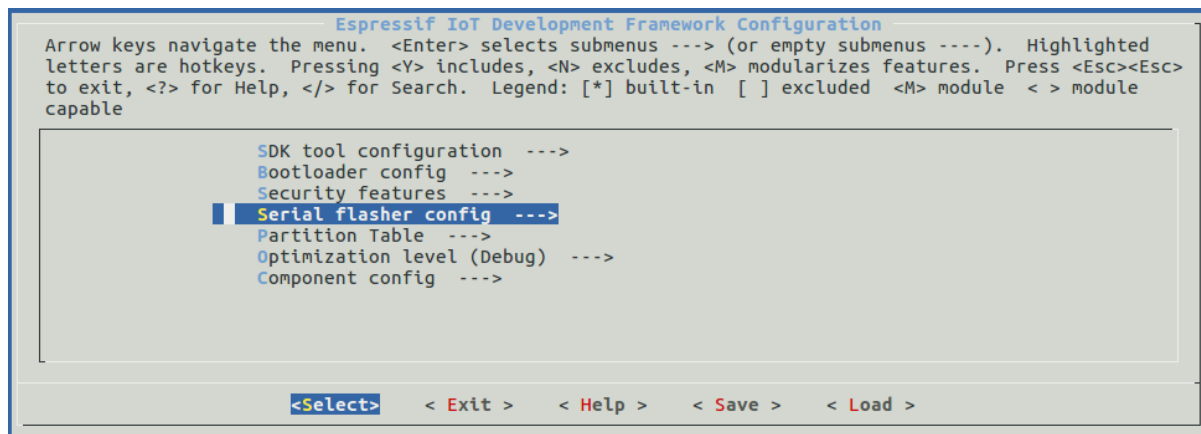 Espressif IoT Development Framework Configuration
Arrow keys navigate the menu.  <Enter> selects submenus ---> (or empty submenus ----).  Highlighted
letters are hotkeys.  Pressing <Y> includes, <N> excludes, <M> modularizes features.  Press <Esc><Esc>
to exit, <?> for Help, </> for Search.  Legend: [*] built-in  [ ] excluded  <M> module  < > module
capable
SDK tool configuration  --->
Bootloader config  --->
Security features  --->
Serial flasher config  --->
Partition Table  --->
Optimization level (Debug)  --->
Component config  --->
<Select>    < Exit >    < Help >    < Save >    < Load >